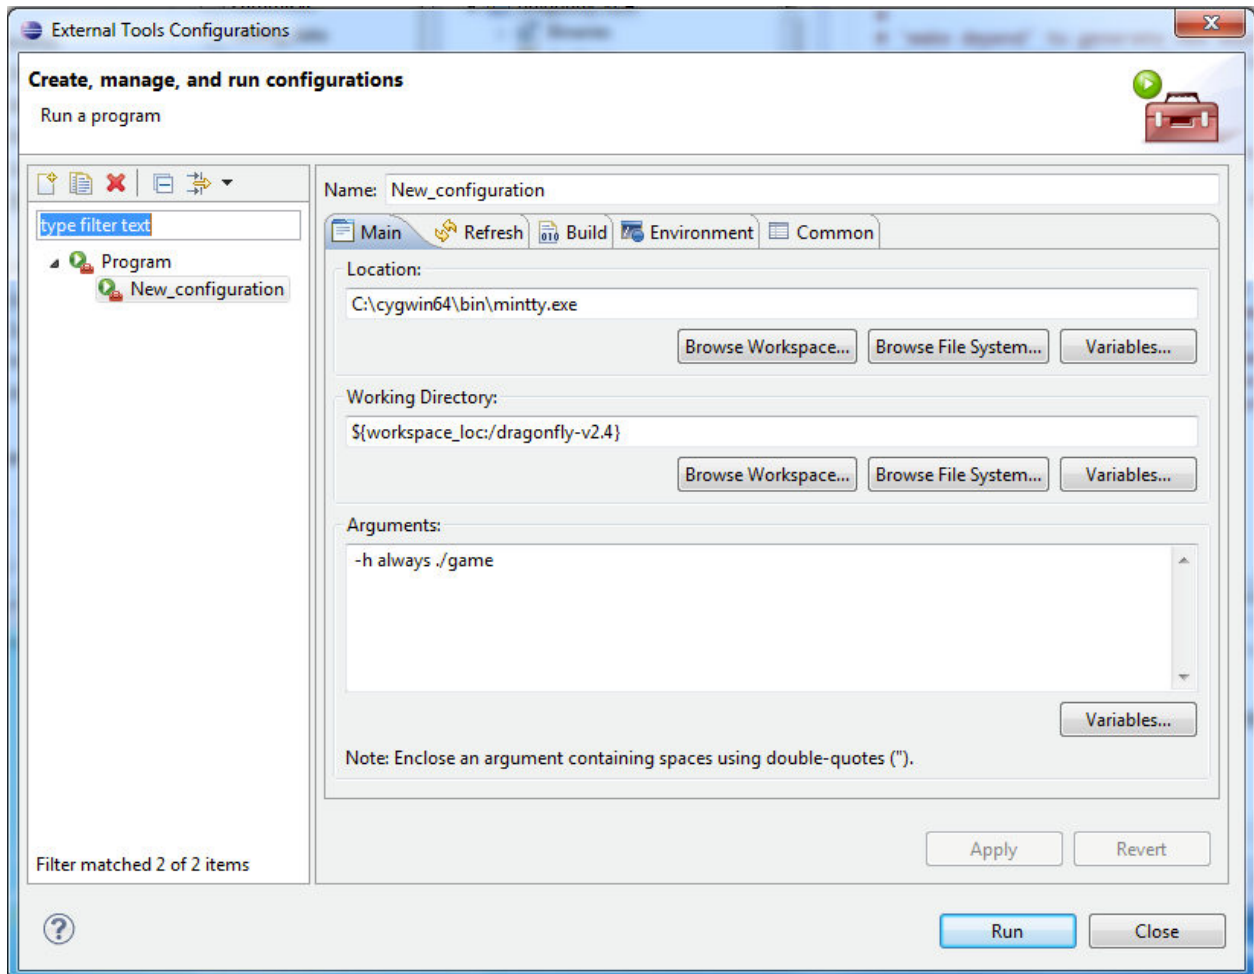 External Tools Configurations
Create, manage, and run configurations
Run a program
type filter text
Program
New_configuration
Filter matched 2 of 2 items
Name: New_configuration
Main Refresh Build Environment Common
Location:
C:\cygwin64\bin\mintty.exe
Browse Workspace... Browse File System... Variables...
Working Directory:
${workspace_loc:/dragonfly-v2.4}
Browse Workspace... Browse File System... Variables...
Arguments:
-h always ./game
Variables...
Note: Enclose an argument containing spaces using double-quotes (").
Apply Revert
Run Close